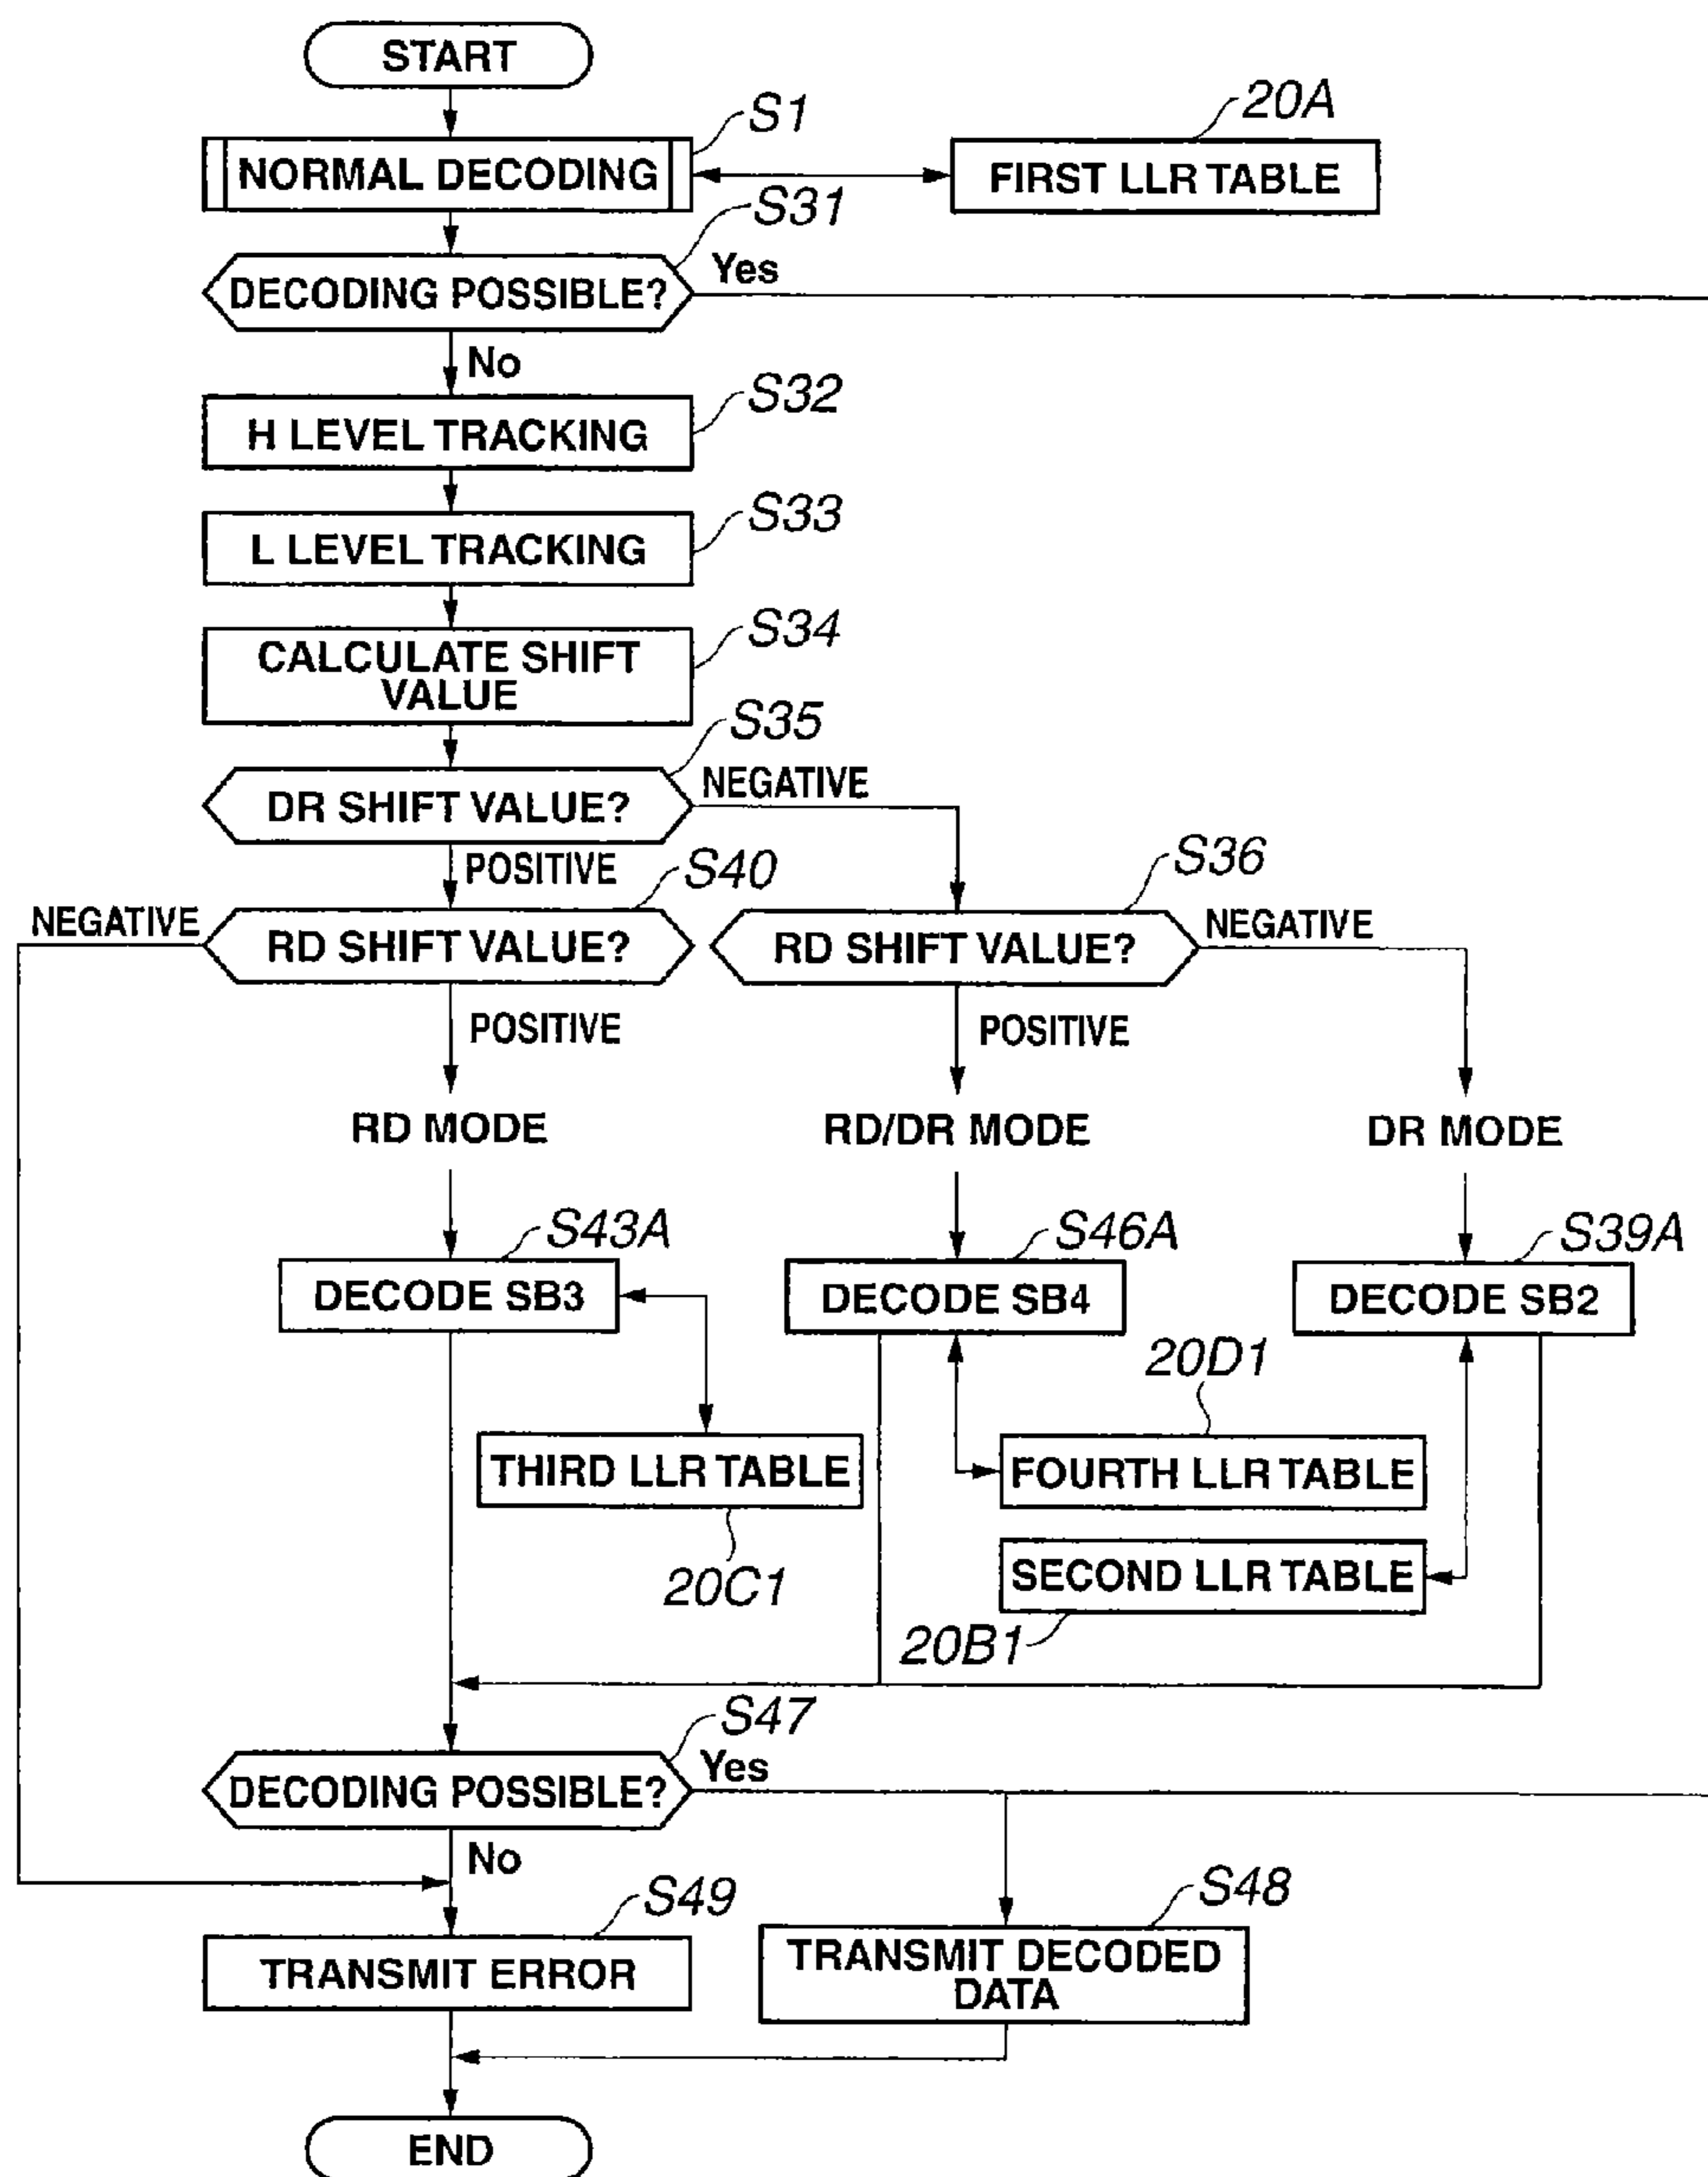 START
S1
20A
NORMAL DECODING
FIRST LLR TABLE
S31
DECODING POSSIBLE?
Yes
No
S32
H LEVEL TRACKING
S33
L LEVEL TRACKING
S34
CALCULATE SHIFT
VALUE
S35
DR SHIFT VALUE?
NEGATIVE
POSITIVE
S40
S36
NEGATIVE
RD SHIFT VALUE?
RD SHIFT VALUE?
NEGATIVE
POSITIVE
POSITIVE
RD MODE
RD/DR MODE
DR MODE
S43A
S46A
S39A
DECODE SB3
DECODE SB4
DECODE SB2
20D1
THIRD LLR TABLE
FOURTH LLR TABLE
20C1
SECOND LLR TABLE
20B1
S47
DECODING POSSIBLE?
Yes
No
S49
S48
TRANSMIT ERROR
TRANSMIT DECODED
DATA
END